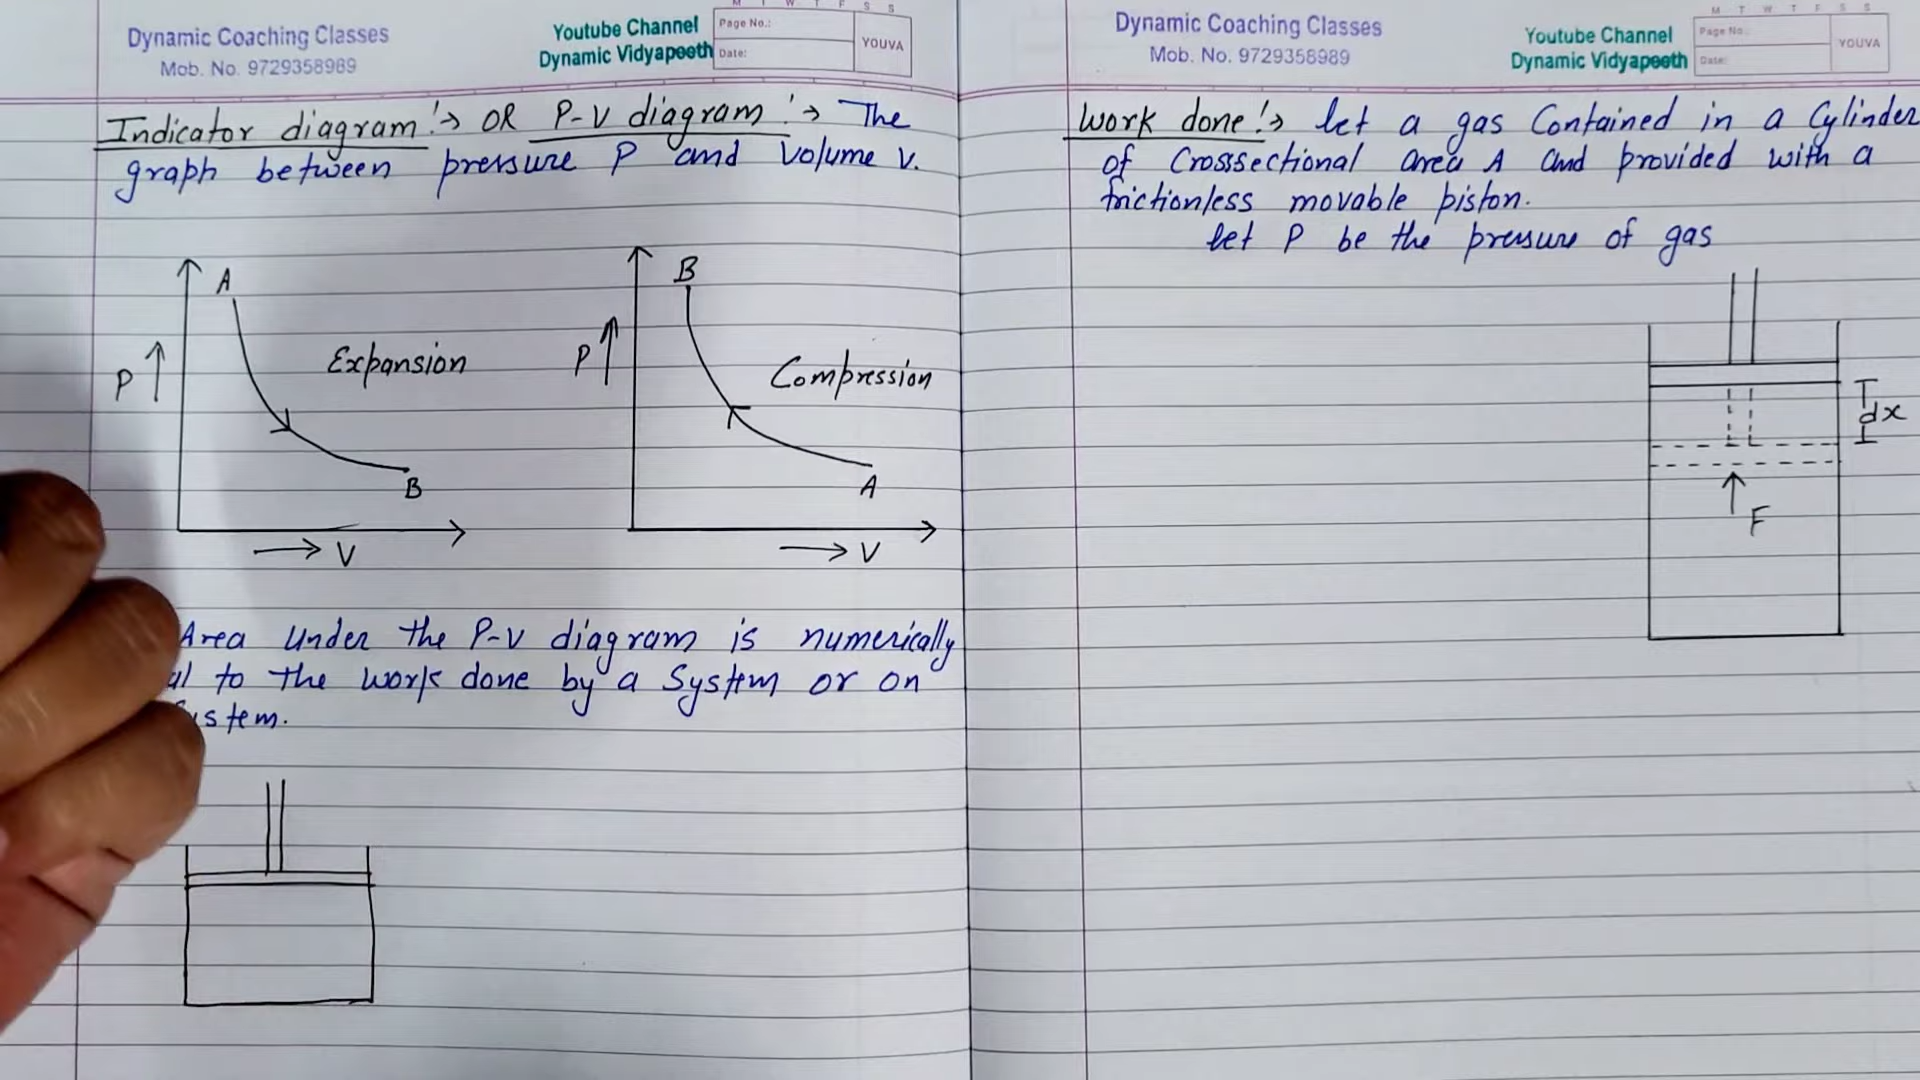 Dynamic Coaching Classes
Mob. No. 9729358989
Youtube Channel
Dynamic Vidyapeeth
M T W T F S S
Page No.:
Date:
YOUVA
Indicator diagram :→ OR P-V diagram :→ The
graph between pressure P and Volume V.
A
P
Expansion
B
V
B
P
Compression
A
V
Area Under the P-V diagram is numerically
to the work done by a System or on
Dynamic Coaching Classes
Mob. No. 9729358989
Youtube Channel
Dynamic Vidyapeeth
M T W T F S S
Page No.:
Date:
YOUVA
Work done :→ let a gas Contained in a Cylinder
of Crosssectional area A and provided with a
frictionless movable piston.
let P be the pressure of gas
dx
F